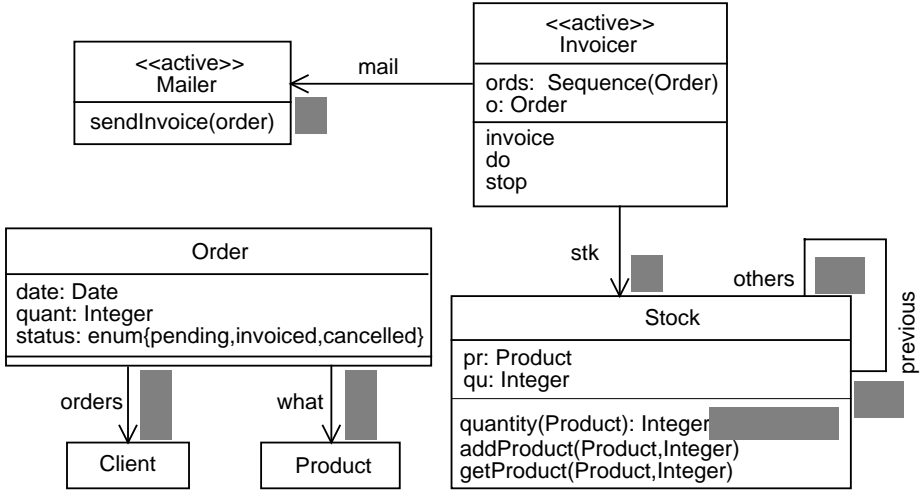 <<active>>
Mailer
sendInvoice(order)
mail
<<active>>
Invoicer
ords: Sequence(Order)
o: Order
invoice
do
stop
stk
Order
date: Date
quant: Integer
status: enum{pending,invoiced,cancelled}
orders
what
Client
Product
others
previous
Stock
pr: Product
qu: Integer
quantity(Product): Integer
addProduct(Product,Integer)
getProduct(Product,Integer)